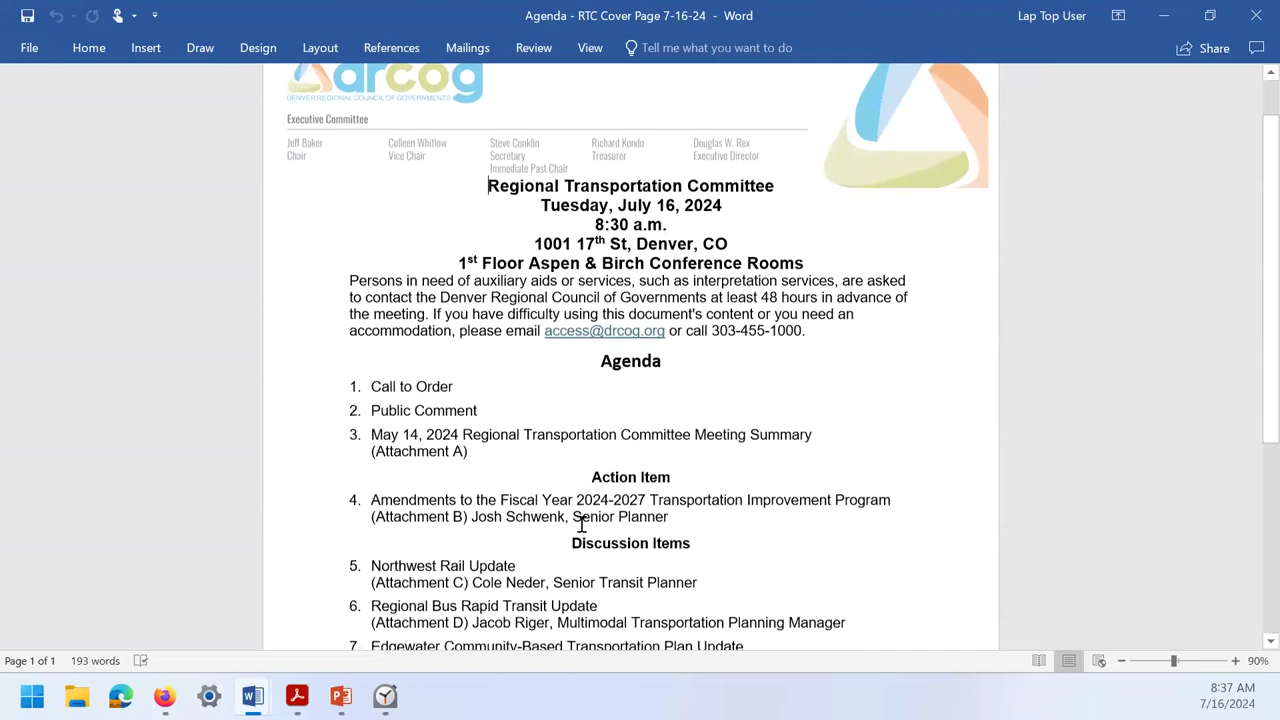 Agenda - RTC Cover Page 7-16-24 - Word
Lap Top User
File Home Insert Draw Design Layout References Mailings Review View Tell me what you want to do Share
drcog
DENVER REGIONAL COUNCIL OF GOVERNMENTS
Executive Committee
Jeff Baker Colleen Whitlow Steve Conklin Richard Kondo Douglas W. Rex
Chair Vice Chair Secretary Treasurer Executive Director
Immediate Past Chair
Regional Transportation Committee
Tuesday, July 16, 2024
8:30 a.m.
1001 17th St, Denver, CO
1st Floor Aspen & Birch Conference Rooms
Persons in need of auxiliary aids or services, such as interpretation services, are asked
to contact the Denver Regional Council of Governments at least 48 hours in advance of
the meeting. If you have difficulty using this document's content or you need an
accommodation, please email access@drcog.org or call 303-455-1000.
Agenda
1. Call to Order
2. Public Comment
3. May 14, 2024 Regional Transportation Committee Meeting Summary
(Attachment A)
Action Item
4. Amendments to the Fiscal Year 2024-2027 Transportation Improvement Program
(Attachment B) Josh Schwenk, Senior Planner
Discussion Items
5. Northwest Rail Update
(Attachment C) Cole Neder, Senior Transit Planner
6. Regional Bus Rapid Transit Update
(Attachment D) Jacob Riger, Multimodal Transportation Planning Manager
7. Edgewater Community-Based Transportation Plan Update
Page 1 of 1 193 words 90%
8:37 AM
7/16/2024